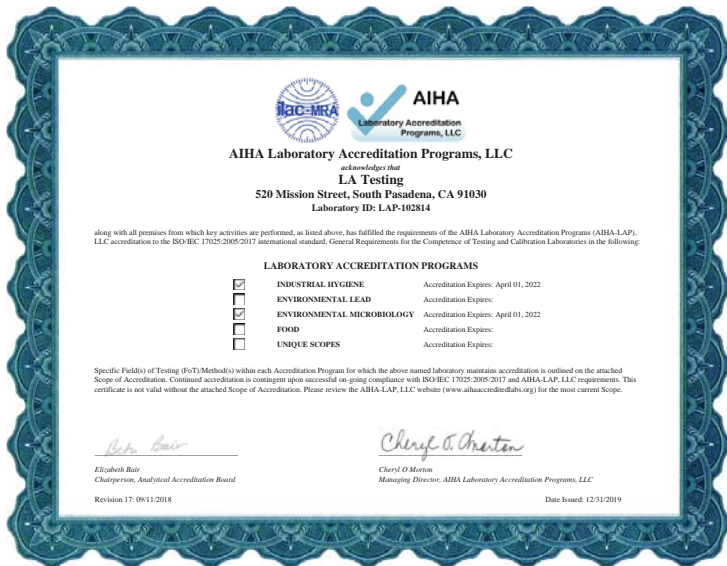 ilac-MRA
AIHA
Laboratory Accreditation
Programs, LLC
AIHA Laboratory Accreditation Programs, LLC
acknowledges that
LA Testing
520 Mission Street, South Pasadena, CA 91030
Laboratory ID: LAP-102814
along with all premises from which key activities are performed, as listed above, has fulfilled the requirements of the AIHA Laboratory Accreditation Programs (AIHA-LAP),
LLC accreditation to the ISO/IEC 17025:2005/2017 international standard, General Requirements for the Competence of Testing and Calibration Laboratories in the following:
LABORATORY ACCREDITATION PROGRAMS
INDUSTRIAL HYGIENE Accreditation Expires: April 01, 2022
ENVIRONMENTAL LEAD Accreditation Expires:
ENVIRONMENTAL MICROBIOLOGY Accreditation Expires: April 01, 2022
FOOD Accreditation Expires:
UNIQUE SCOPES Accreditation Expires:
Specific Field(s) of Testing (FoT)/Method(s) within each Accreditation Program for which the above named laboratory maintains accreditation is outlined on the attached
Scope of Accreditation. Continued accreditation is contingent upon successful on-going compliance with ISO/IEC 17025:2005/2017 and AIHA-LAP, LLC requirements. This
certificate is not valid without the attached Scope of Accreditation. Please review the AIHA-LAP, LLC website (www.aihaaccreditedlabs.org) for the most current Scope.
Beth Bair Cheryl O. Morton
Elizabeth Bair Cheryl O Morton
Chairperson, Analytical Accreditation Board Managing Director, AIHA Laboratory Accreditation Programs, LLC
Revision 17: 09/11/2018 Date Issued: 12/31/2019